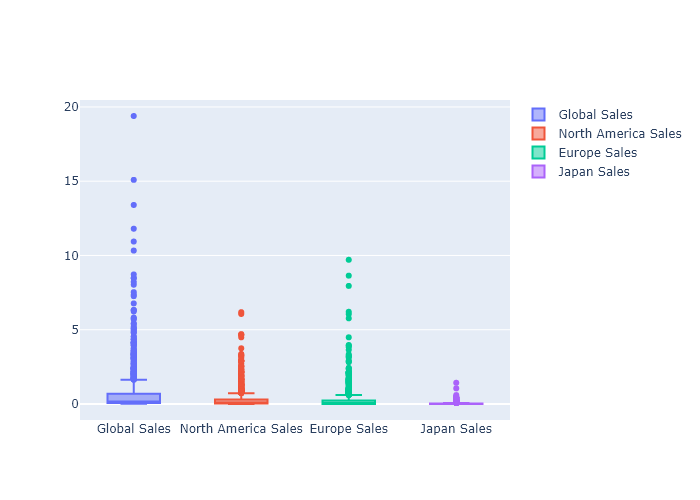 20
15
10
5
0
Global Sales
North America Sales
Europe Sales
Japan Sales
Global Sales North America Sales Europe Sales Japan Sales